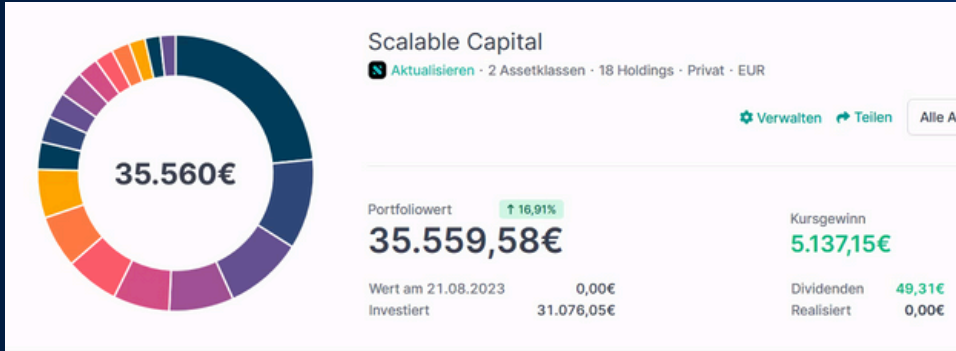 35.560€
Scalable Capital
Aktualisieren · 2 Assetklassen · 18 Holdings · Privat · EUR
Verwalten Teilen Alle A
Portfoliowert ↑ 16,91%
35.559,58€
Kursgewinn
5.137,15€
Wert am 21.08.2023 0,00€
Investiert 31.076,05€
Dividenden 49,31€
Realisiert 0,00€